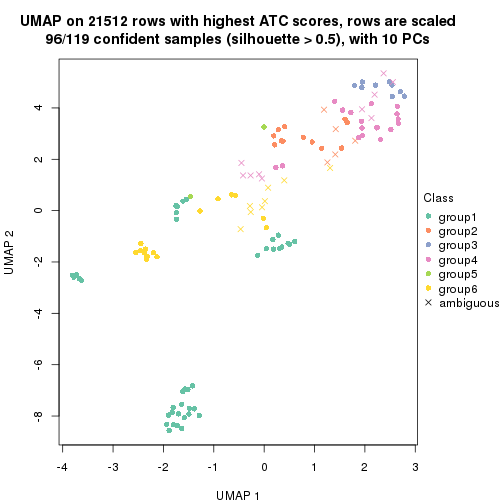 UMAP on 21512 rows with highest ATC scores, rows are scaled
96/119 confident samples (silhouette > 0.5), with 10 PCs
UMAP 2
4
2
0
-2
-4
-6
-8
-4
-3
-2
-1
0
1
2
3
UMAP 1
Class
group1
group2
group3
group4
group5
group6
ambiguous